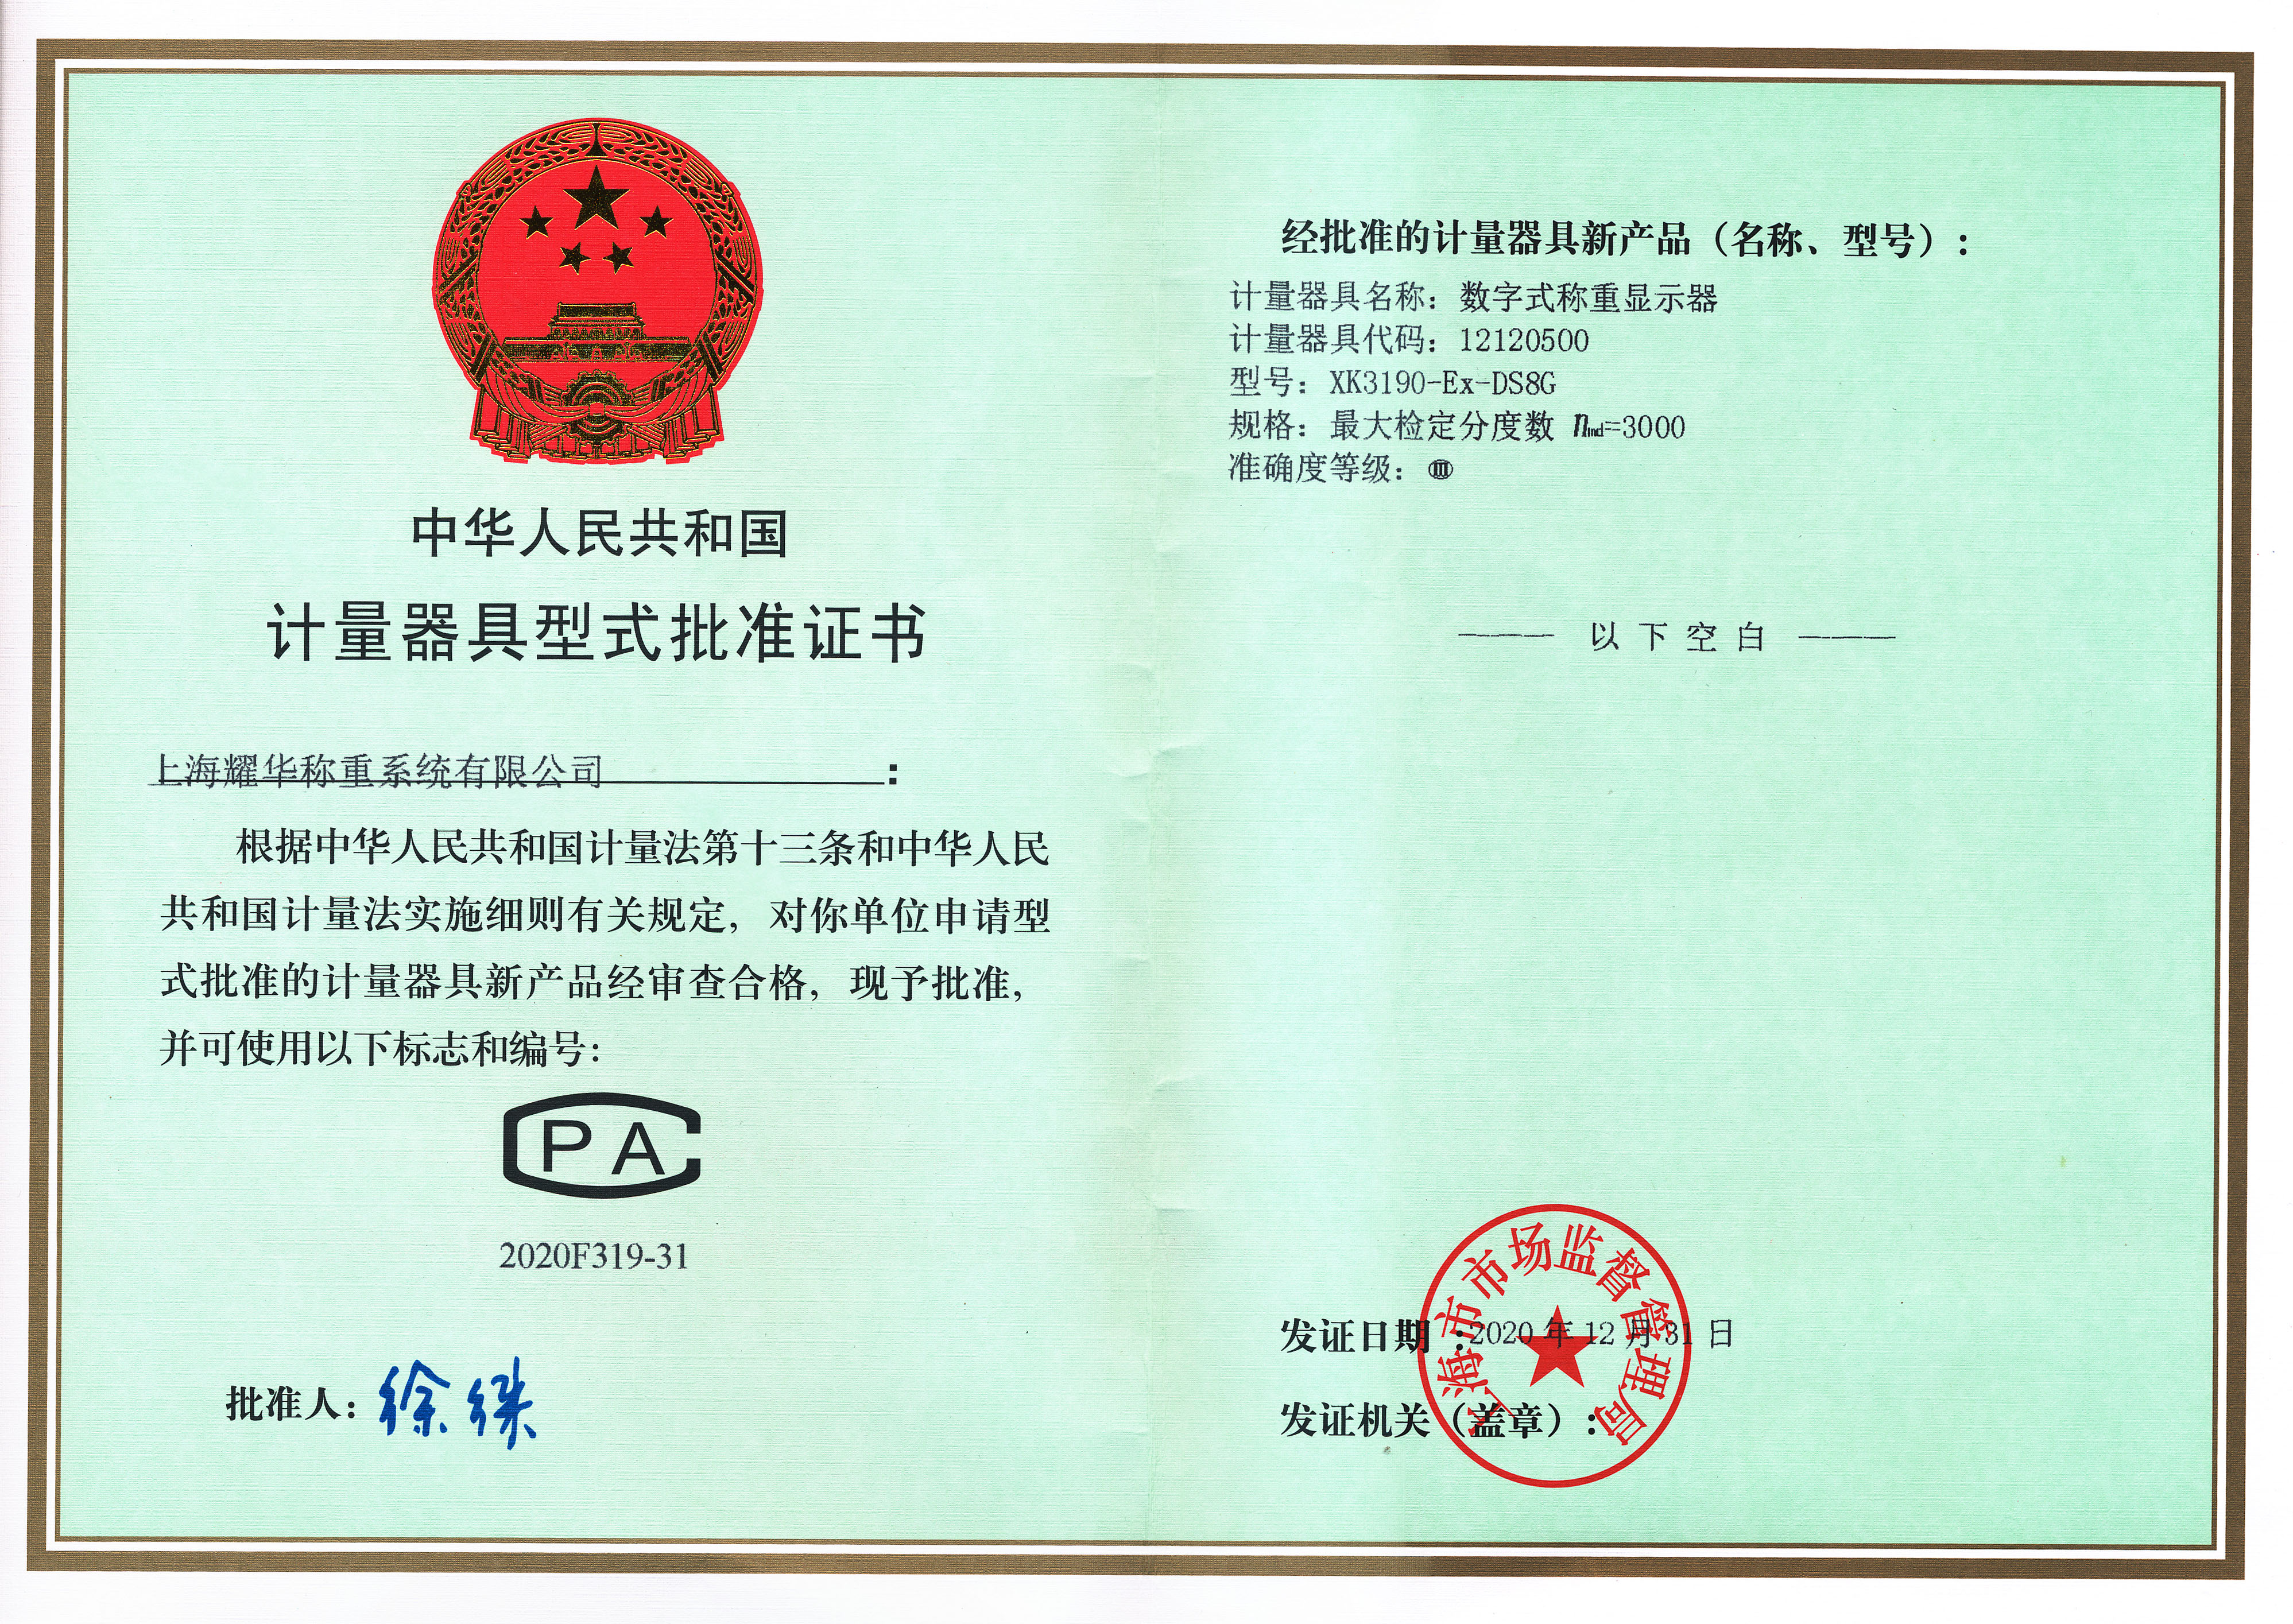 中华人民共和国
计量器具型式批准证书
上海耀华称重系统有限公司:
根据中华人民共和国计量法第十三条和中华人民
共和国计量法实施细则有关规定，对你单位申请型
式批准的计量器具新产品经审查合格，现予批准，
并可使用以下标志和编号：
PA
2020F319-31
批准人：
经批准的计量器具新产品（名称、型号）：
计量器具名称：数字式称重显示器
计量器具代码：12120500
型号：XK3190-Ex-DS8G
规格：最大检定分度数 nind=3000
准确度等级：Ⅲ
—— 以下空白 ——
发证日期：2020年12月31日
发证机关（盖章）：
上海市市场监督管理局